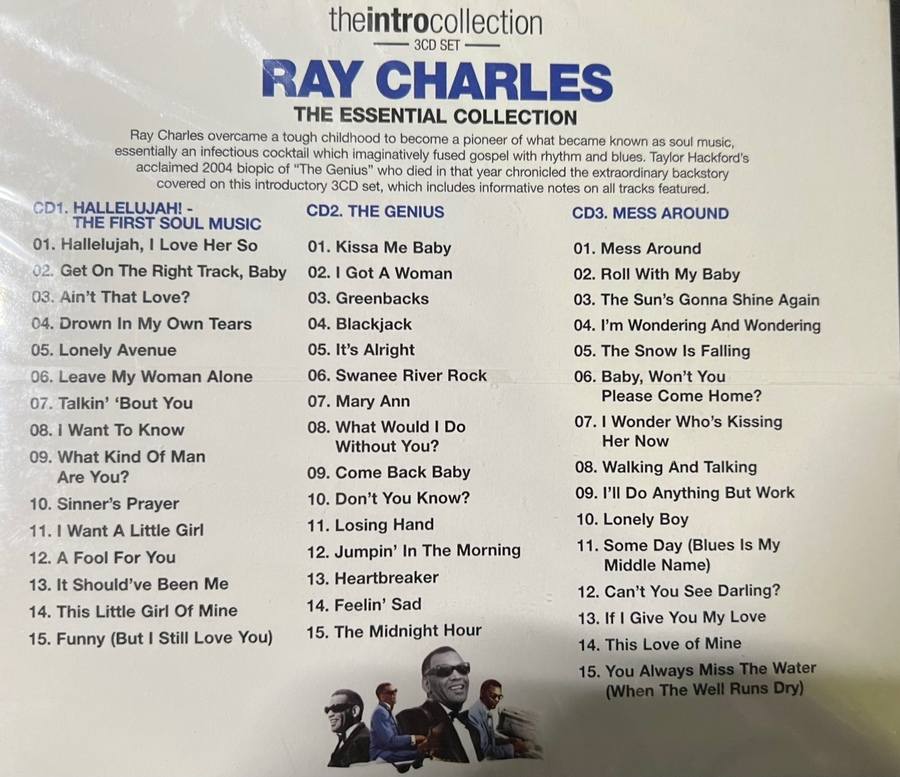 theintrocollection
3CD SET
RAY CHARLES
THE ESSENTIAL COLLECTION
Ray Charles overcame a tough childhood to become a pioneer of what became known as soul music,
essentially an infectious cocktail which imaginatively fused gospel with rhythm and blues. Taylor Hackford's
acclaimed 2004 biopic of "The Genius" who died in that year chronicled the extraordinary backstory
covered on this introductory 3CD set, which includes informative notes on all tracks featured.
CD1. HALLELUJAH! -
THE FIRST SOUL MUSIC
01. Hallelujah, I Love Her So
02. Get On The Right Track, Baby
03. Ain't That Love?
04. Drown In My Own Tears
05. Lonely Avenue
06. Leave My Woman Alone
07. Talkin' 'Bout You
08. I Want To Know
09. What Kind Of Man
Are You?
10. Sinner's Prayer
11. I Want A Little Girl
12. A Fool For You
13. It Should've Been Me
14. This Little Girl Of Mine
15. Funny (But I Still Love You)
CD2. THE GENIUS
01. Kissa Me Baby
02. I Got A Woman
03. Greenbacks
04. Blackjack
05. It's Alright
06. Swanee River Rock
07. Mary Ann
08. What Would I Do
Without You?
09. Come Back Baby
10. Don't You Know?
11. Losing Hand
12. Jumpin' In The Morning
13. Heartbreaker
14. Feelin' Sad
15. The Midnight Hour
CD3. MESS AROUND
01. Mess Around
02. Roll With My Baby
03. The Sun's Gonna Shine Again
04. I'm Wondering And Wondering
05. The Snow Is Falling
06. Baby, Won't You
Please Come Home?
07. I Wonder Who's Kissing
Her Now
08. Walking And Talking
09. I'll Do Anything But Work
10. Lonely Boy
11. Some Day (Blues Is My
Middle Name)
12. Can't You See Darling?
13. If I Give You My Love
14. This Love of Mine
15. You Always Miss The Water
(When The Well Runs Dry)